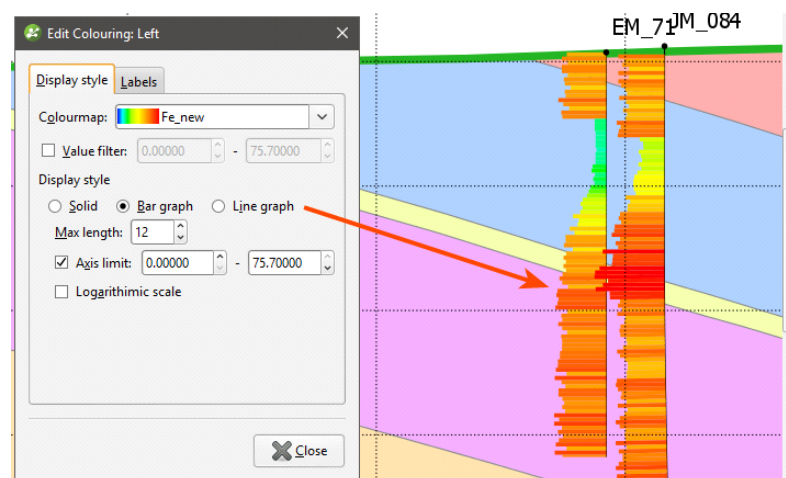 Edit Colouring: Left
Display style Labels
Colourmap: Fe_new
Value filter: 0.00000 - 75.70000
Display style
Solid Bar graph Line graph
Max length: 12
Axis limit: 0.00000 - 75.70000
Logarithimic scale
Close
EM_71 JM_084